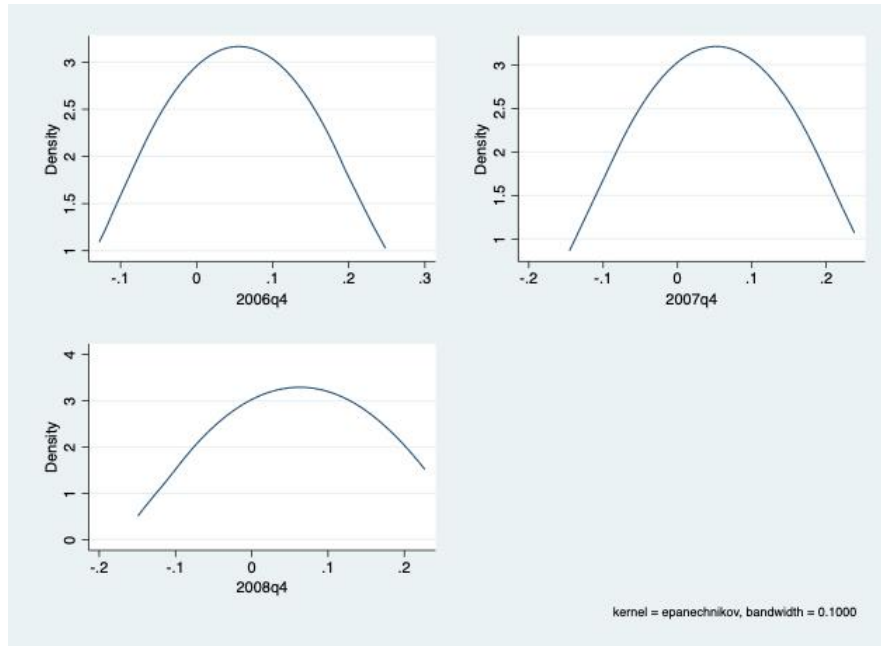 Density
3
2.5
2
1.5
1
-.1 0 .1 .2 .3
2006q4
Density
3
2.5
2
1.5
1
-.2 -.1 0 .1 .2
2007q4
Density
4
3
2
1
0
-.2 -.1 0 .1 .2
2008q4
kernel = epanechnikov, bandwidth = 0.1000